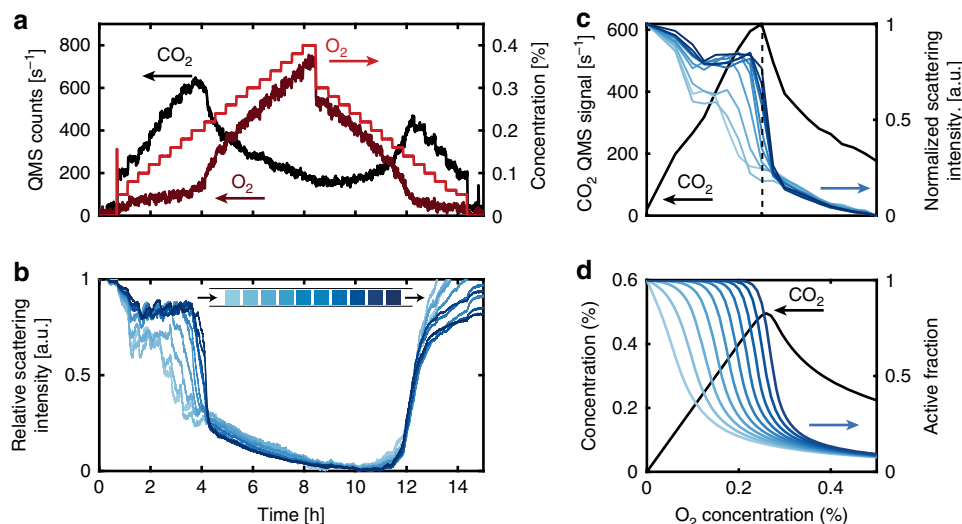 a
QMS counts [s⁻¹]
800
600
400
200
0
CO₂
O₂
O₂
0.4
0.3
0.2
0.1
0
Concentration [%]
b
Relative scattering
intensity [a.u.]
1
0.5
0
0 2 4 6 8 10 12 14
Time [h]
c
CO₂ QMS signal [s⁻¹]
600
400
200
0
CO₂
1
0.5
0
Normalized scattering
intensity. [a.u.]
d
Concentration (%)
0.6
0.4
0.2
0
CO₂
1
0.5
0
Active fraction
0 0.2 0.4
O₂ concentration (%)